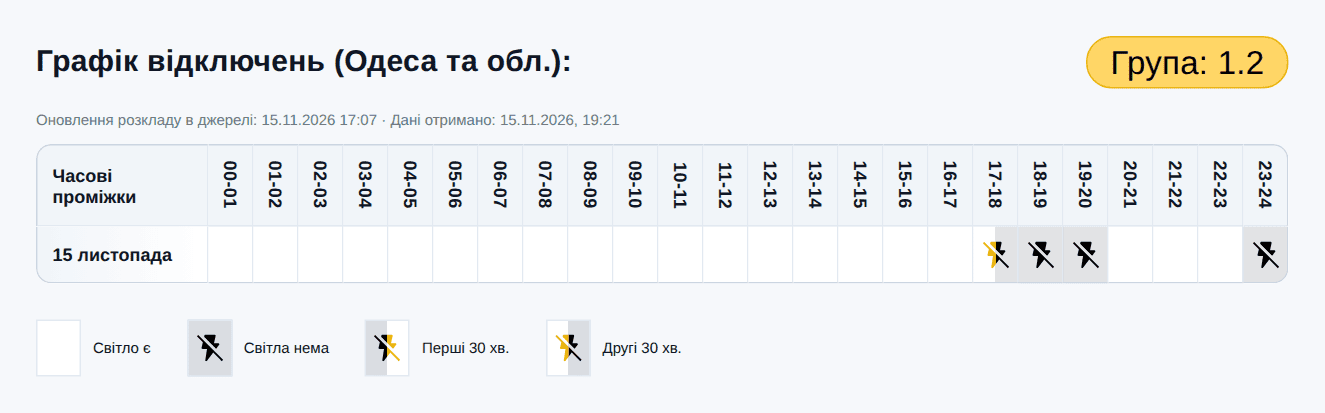 Графік відключень (Одеса та обл.):
Група: 1.2
Оновлення розкладу в джерелі: 15.11.2026 17:07 · Дані отримано: 15.11.2026, 19:21
Часові
проміжки
00-01
01-02
02-03
03-04
04-05
05-06
06-07
07-08
08-09
09-10
10-11
11-12
12-13
13-14
14-15
15-16
16-17
17-18
18-19
19-20
20-21
21-22
22-23
23-24
15 листопада
Світло є
Світла нема
Перші 30 хв.
Другі 30 хв.